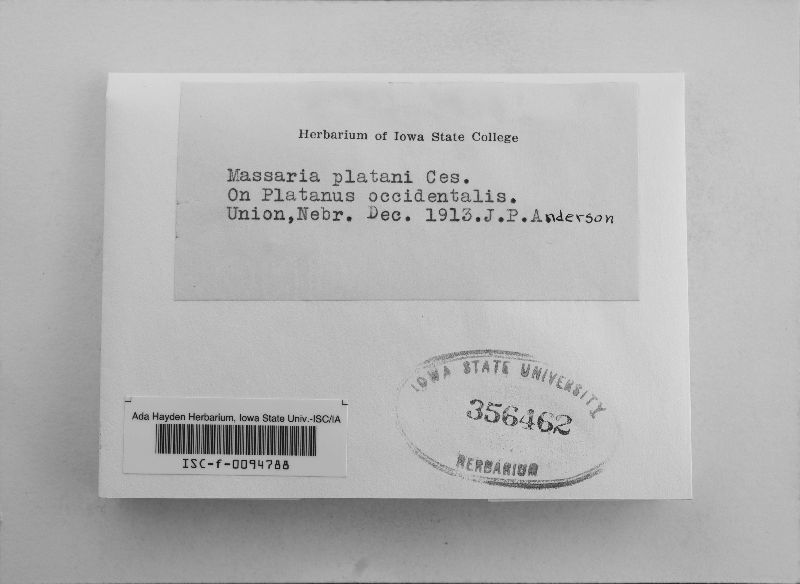 Herbarium of Iowa State College
Massaria platani Ces.
On Platanus occidentalis.
Union,Nebr. Dec. 1913.J.P.Anderson
IOWA STATE UNIVERSITY
356462
HERBARIUM
Ada Hayden Herbarium, Iowa State Univ.-ISC/IA
ISC-f-0094788